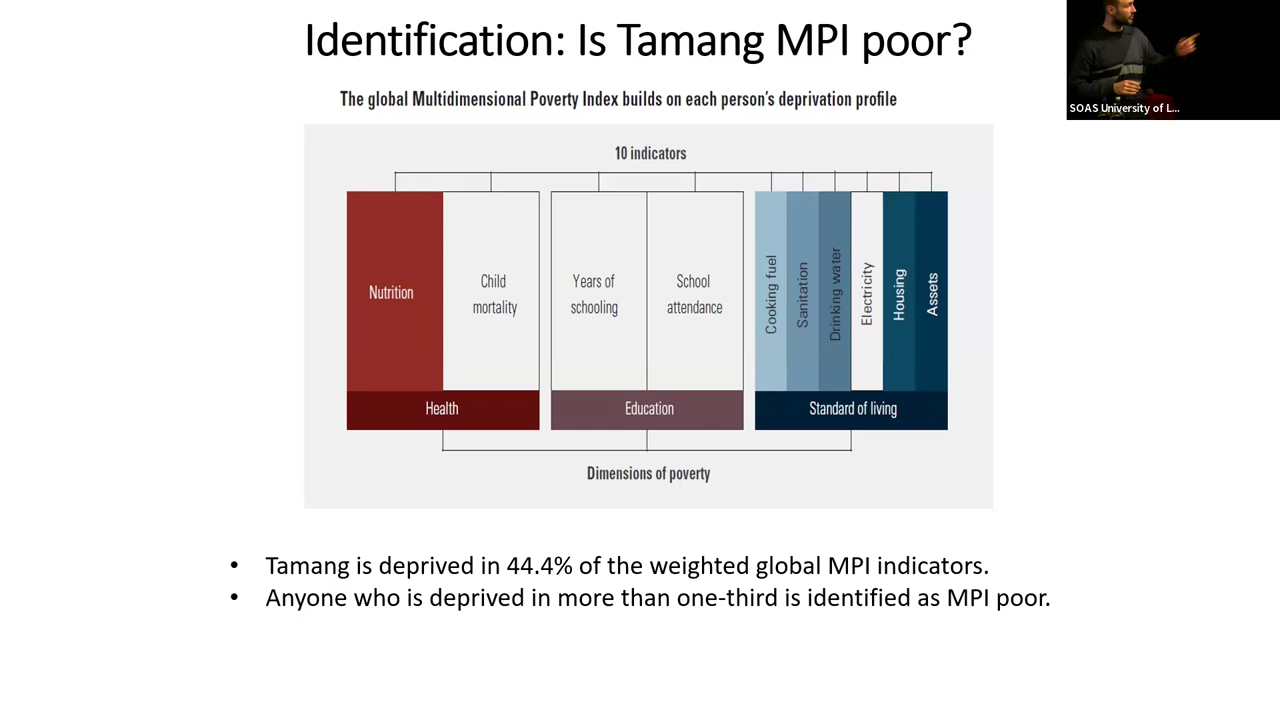 Identification: Is Tamang MPI poor?
The global Multidimensional Poverty Index builds on each person's deprivation profile
10 indicators
Nutrition
Child
mortality
Years of
schooling
School
attendance
Cooking fuel
Sanitation
Drinking water
Electricity
Housing
Assets
Health
Education
Standard of living
Dimensions of poverty
• Tamang is deprived in 44.4% of the weighted global MPI indicators.
• Anyone who is deprived in more than one-third is identified as MPI poor.
SOAS University of L...